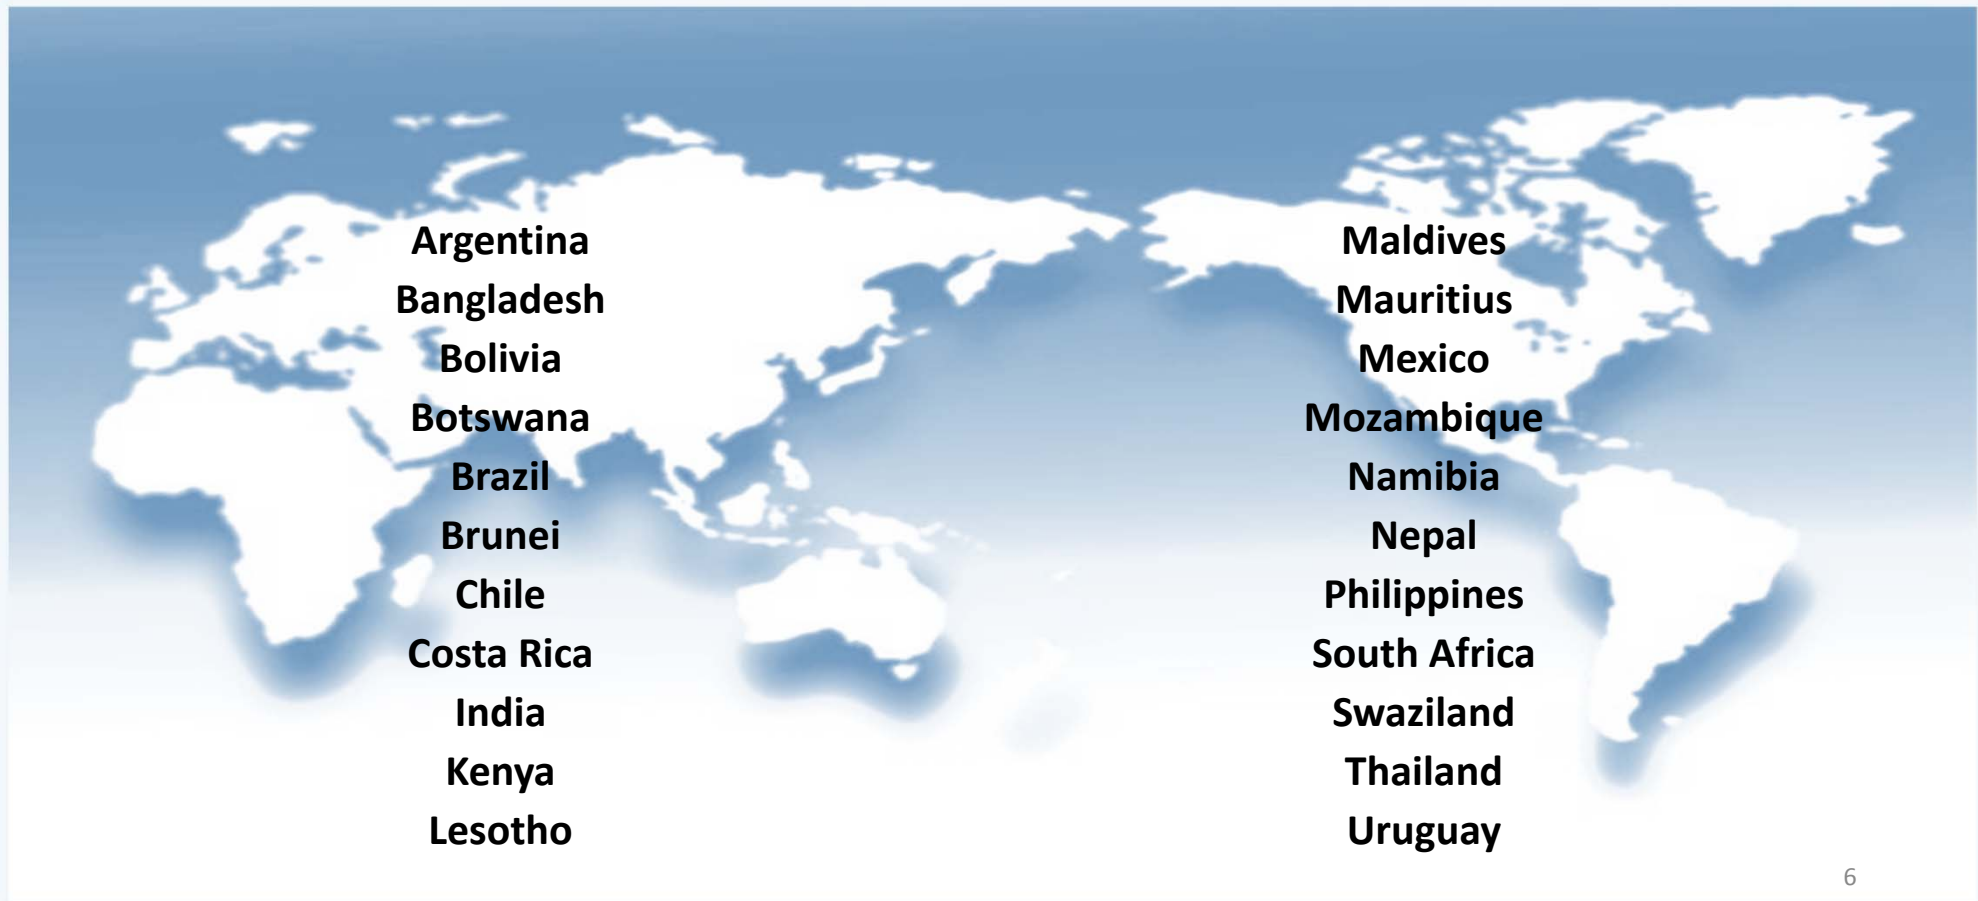 Argentina
Bangladesh
Bolivia
Botswana
Brazil
Brunei
Chile
Costa Rica
India
Kenya
Lesotho
Maldives
Mauritius
Mexico
Mozambique
Namibia
Nepal
Philippines
South Africa
Swaziland
Thailand
Uruguay
6